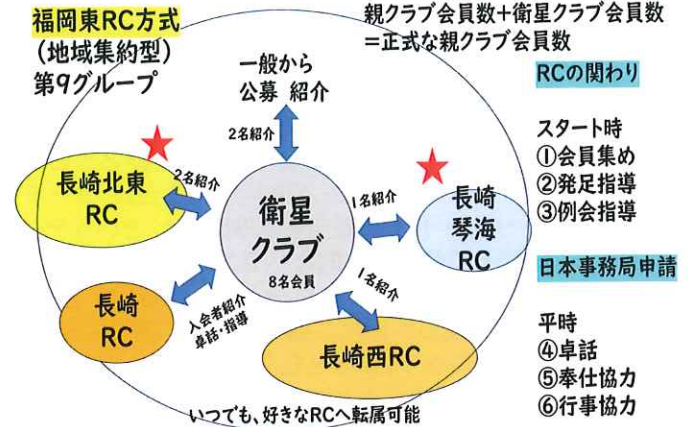 福岡東RC方式
(地域集約型)
第9グループ
親クラブ会員数+衛星クラブ会員数
=正式な親クラブ会員数
一般から
公募 紹介
2名紹介
長崎北東
RC
2名紹介
衛星
クラブ
8名会員
1名紹介
長崎
琴海
RC
長崎
RC
入会者紹介
卓話・指導
1名紹介
長崎西RC
いつでも、好きなRCへ転属可能
RCの関わり
スタート時
①会員集め
②発足指導
③例会指導
日本事務局申請
平時
④卓話
⑤奉仕協力
⑥行事協力